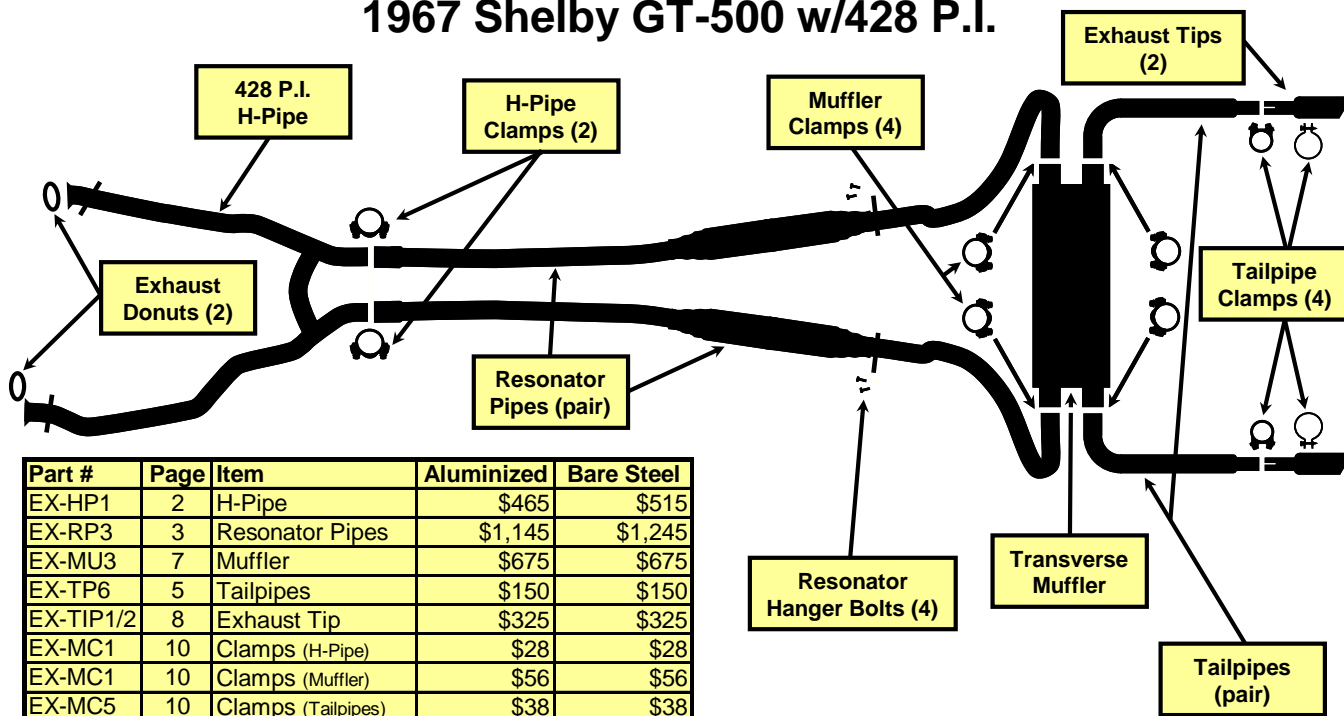 1967 Shelby GT-500 w/428 P.I.
Exhaust Tips
(2)
428 P.I.
H-Pipe
H-Pipe
Clamps (2)
Muffler
Clamps (4)
Exhaust
Donuts (2)
Tailpipe
Clamps (4)
Resonator
Pipes (pair)
Resonator
Hanger Bolts (4)
Transverse
Muffler
Tailpipes
(pair)
Part # Page Item Aluminized Bare Steel
EX-HP1 2 H-Pipe $465 $515
EX-RP3 3 Resonator Pipes $1,145 $1,245
EX-MU3 7 Muffler $675 $675
EX-TP6 5 Tailpipes $150 $150
EX-TIP1/2 8 Exhaust Tip $325 $325
EX-MC1 10 Clamps (H-Pipe) $28 $28
EX-MC1 10 Clamps (Muffler) $56 $56
EX-MC5 10 Clamps (Tailpipes) $38 $38